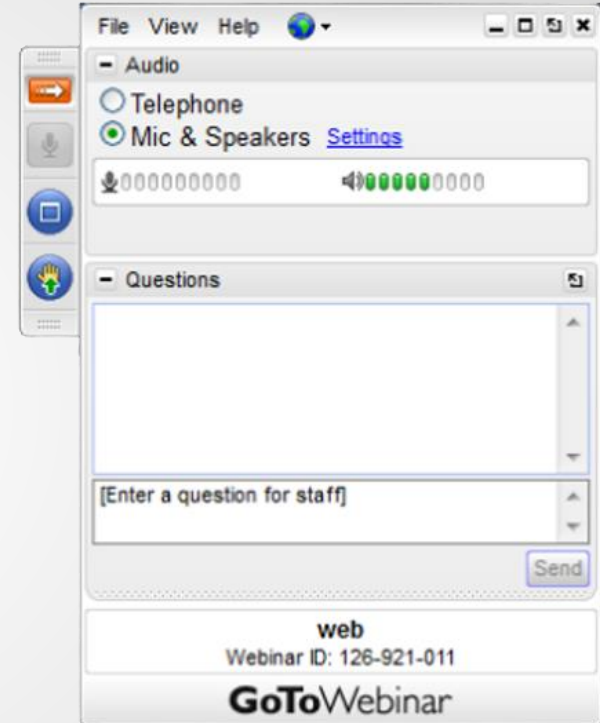 File View Help
Audio
Telephone
Mic & Speakers Settings
Questions
[Enter a question for staff]
Send
web
Webinar ID: 126-921-011
GoToWebinar